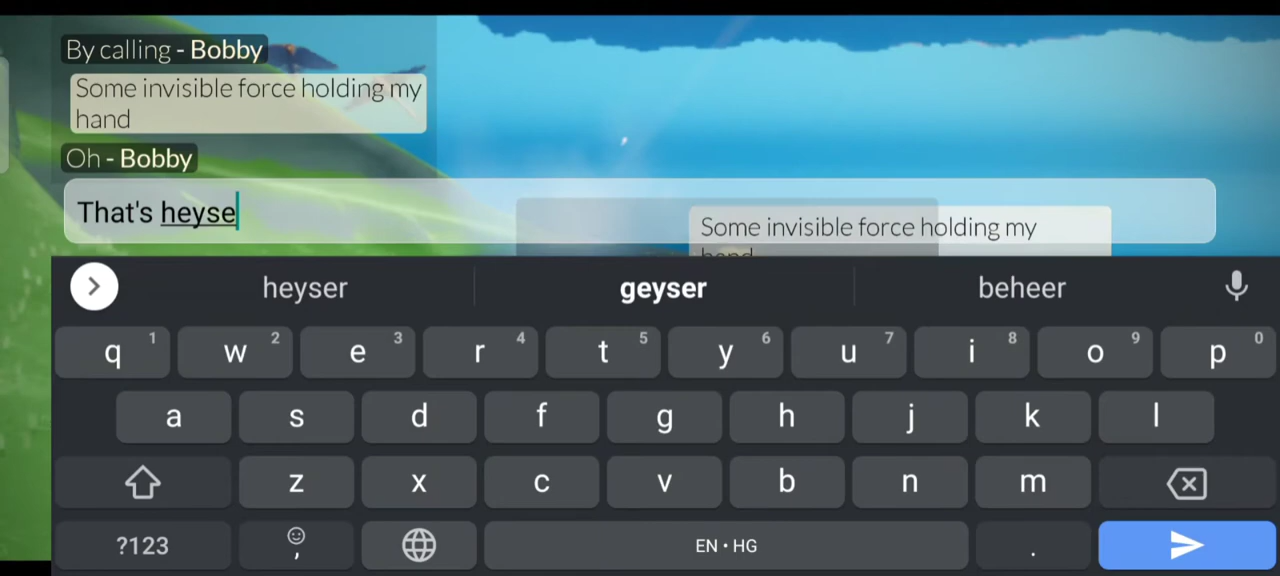 By calling - Bobby
Some invisible force holding my
hand
Oh - Bobby
That's heyse
Some invisible force holding my
hand
heyser geyser beheer
q 1 w 2 e 3 r 4 t 5 y 6 u 7 i 8 o 9 p 0
a s d f g h j k l
z x c v b n m
?123 , EN • HG .